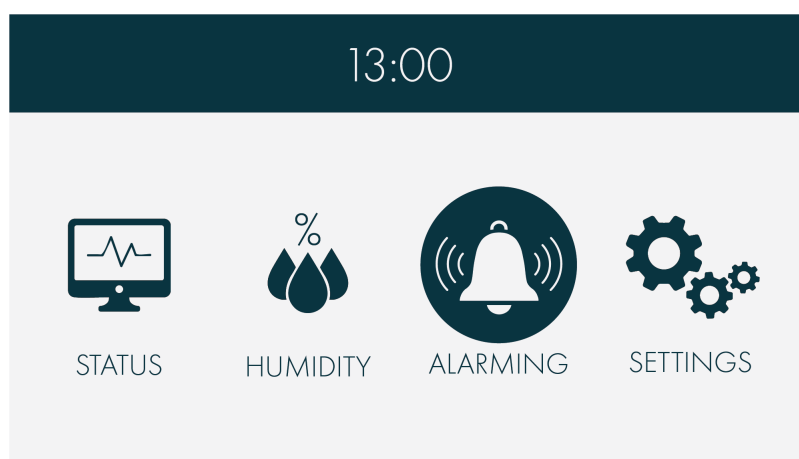 13:00
%
STATUS
HUMIDITY
ALARMING
SETTINGS